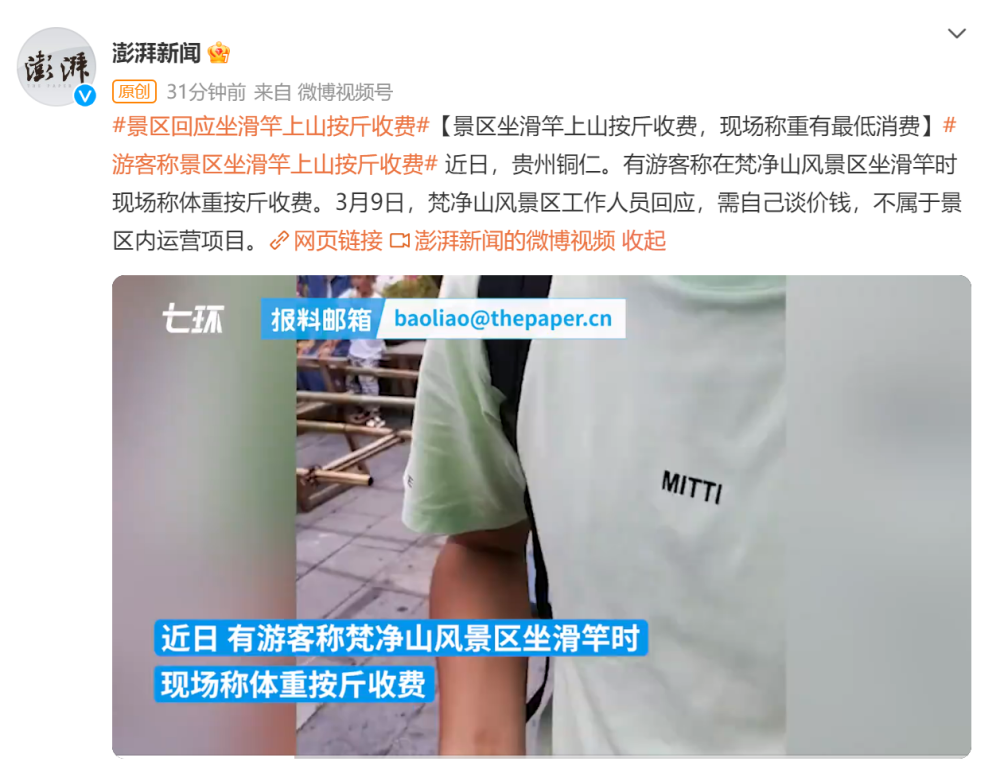 澎湃
THE PAPER
澎湃新闻
原创 31分钟前 来自 微博视频号
#景区回应坐滑竿上山按斤收费#【景区坐滑竿上山按斤收费，现场称重有最低消费】#
游客称景区坐滑竿上山按斤收费# 近日，贵州铜仁。有游客称在梵净山风景区坐滑竿时
现场称体重按斤收费。3月9日，梵净山风景区工作人员回应，需自己谈价钱，不属于景
区内运营项目。网页链接 澎湃新闻的微博视频 收起
七环 报料邮箱 baoliao@thepaper.cn
E
MITTI
近日 有游客称梵净山风景区坐滑竿时
现场称体重按斤收费